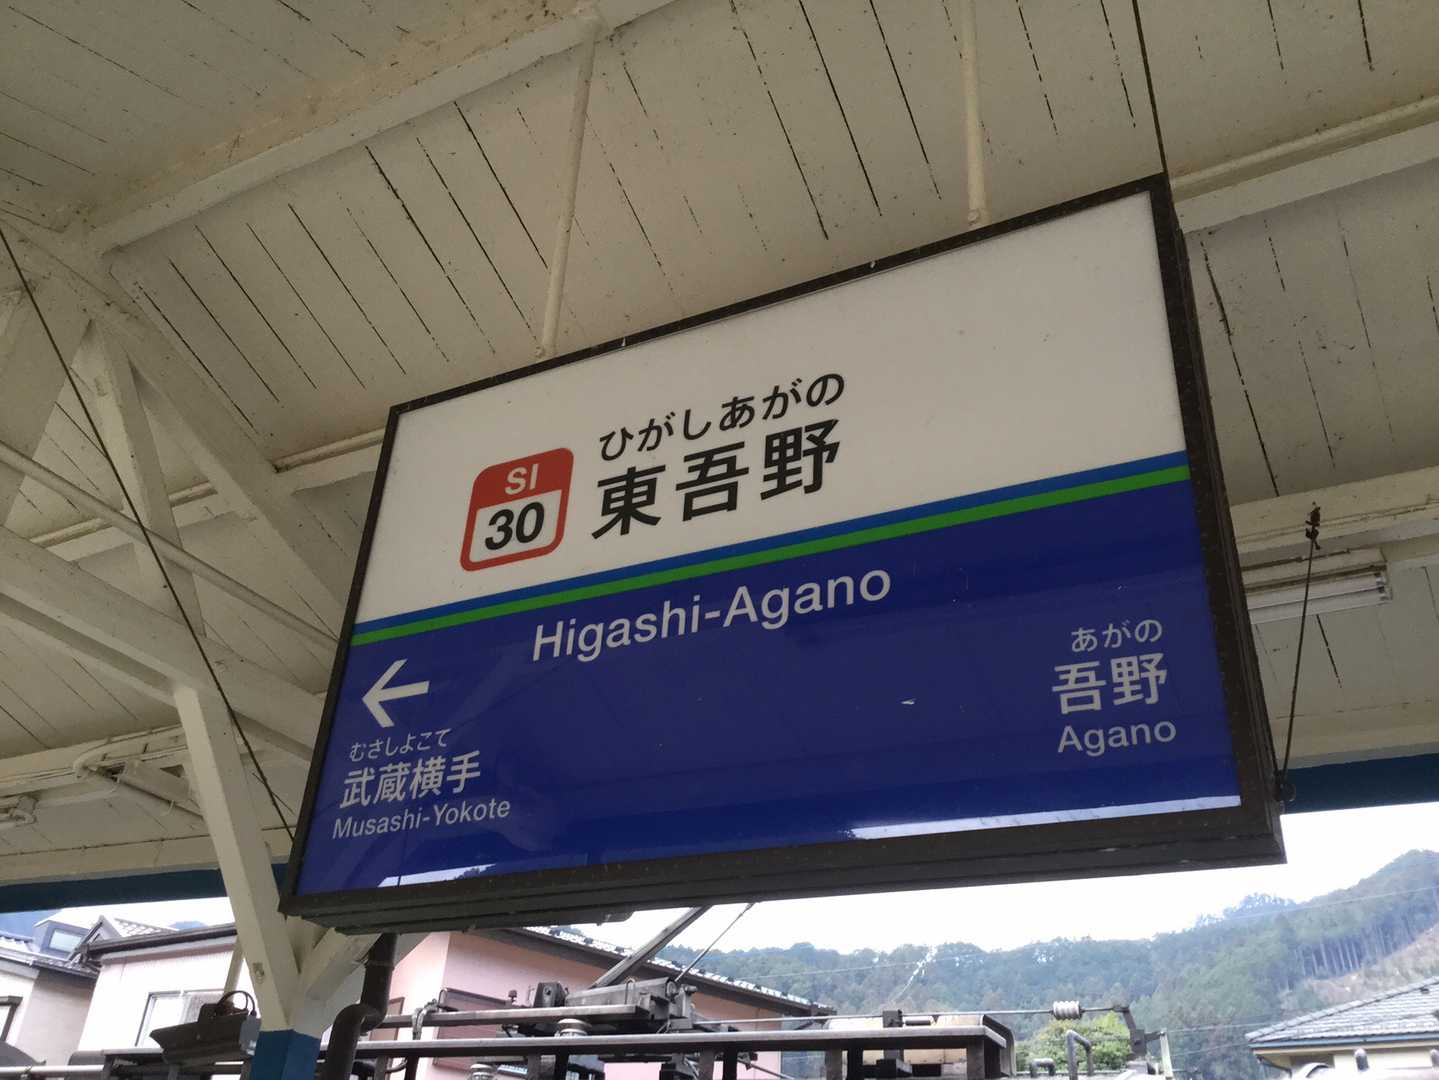 SI
30
ひがしあがの
東吾野
Higashi-Agano
むさしよこて
武蔵横手
Musashi-Yokote
あがの
吾野
Agano